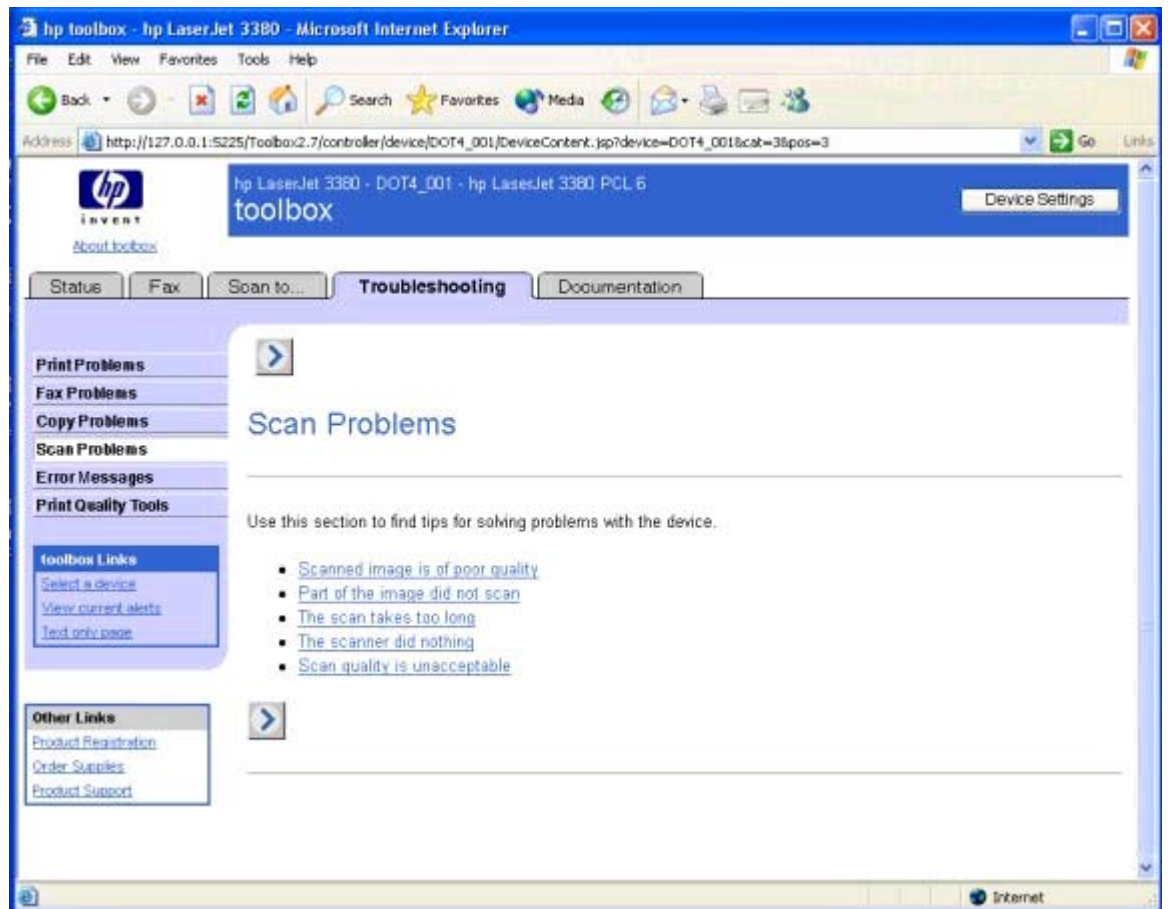 hp toolbox - hp LaserJet 3380 - Microsoft Internet Explorer
File Edit View Favorites Tools Help
Back Search Favorites Media
Address http://127.0.0.1:5225/Toolbox2.7/controller/device/DOT4_001/DeviceContent.jsp?device=DOT4_001&cat=3&pos=3 Go Links
hp
invent
About toolbox
hp LaserJet 3380 - DOT4_001 - hp LaserJet 3380 PCL 6
toolbox
Device Settings
Status Fax Scan to... Troubleshooting Documentation
Print Problems
Fax Problems
Copy Problems
Scan Problems
Error Messages
Print Quality Tools
toolbox Links
Select a device
View current alerts
Text only page
Other Links
Product Registration
Order Supplies
Product Support
Scan Problems
Use this section to find tips for solving problems with the device.
Scanned image is of poor quality
Part of the image did not scan
The scan takes too long
The scanner did nothing
Scan quality is unacceptable
Internet